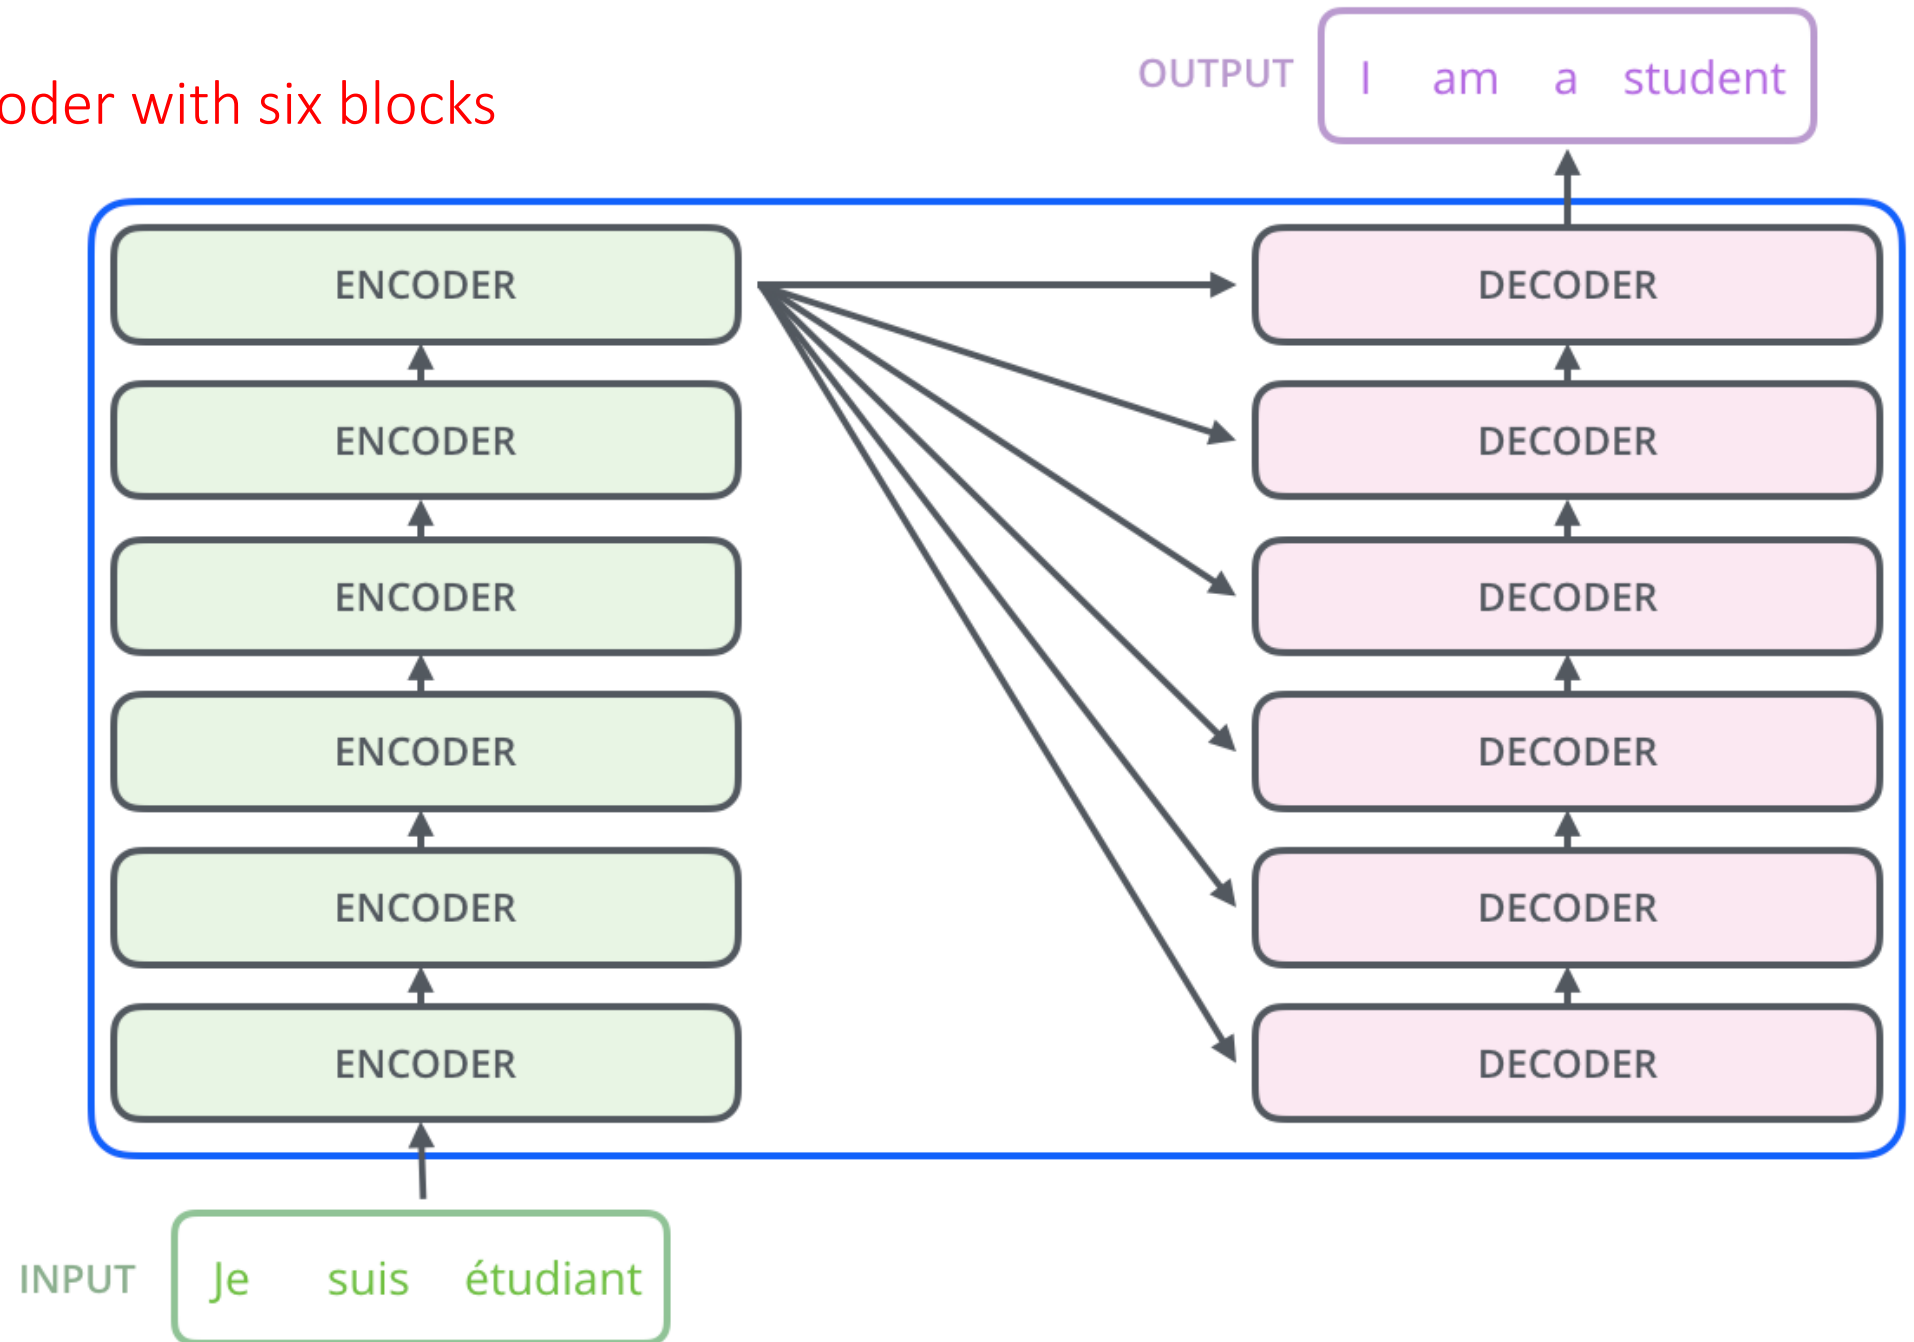 oder with six blocks
OUTPUT
I am a student
ENCODER
DECODER
ENCODER
DECODER
ENCODER
DECODER
ENCODER
DECODER
ENCODER
DECODER
ENCODER
DECODER
INPUT
Je suis étudiant